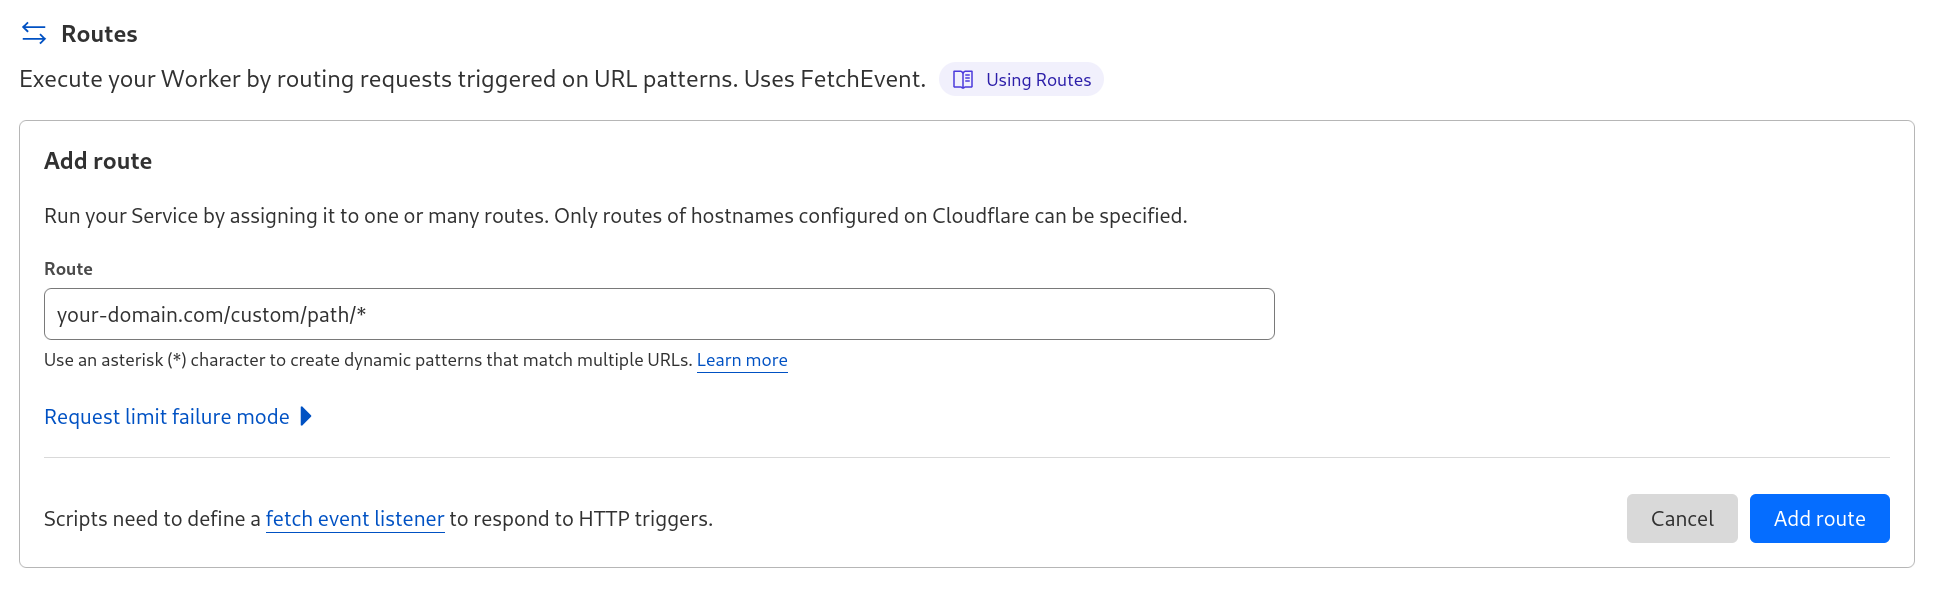 Routes
Execute your Worker by routing requests triggered on URL patterns. Uses FetchEvent. Using Routes
Add route
Run your Service by assigning it to one or many routes. Only routes of hostnames configured on Cloudflare can be specified.
Route
your-domain.com/custom/path/*
Use an asterisk (*) character to create dynamic patterns that match multiple URLs. Learn more
Request limit failure mode
Scripts need to define a fetch event listener to respond to HTTP triggers. Cancel Add route